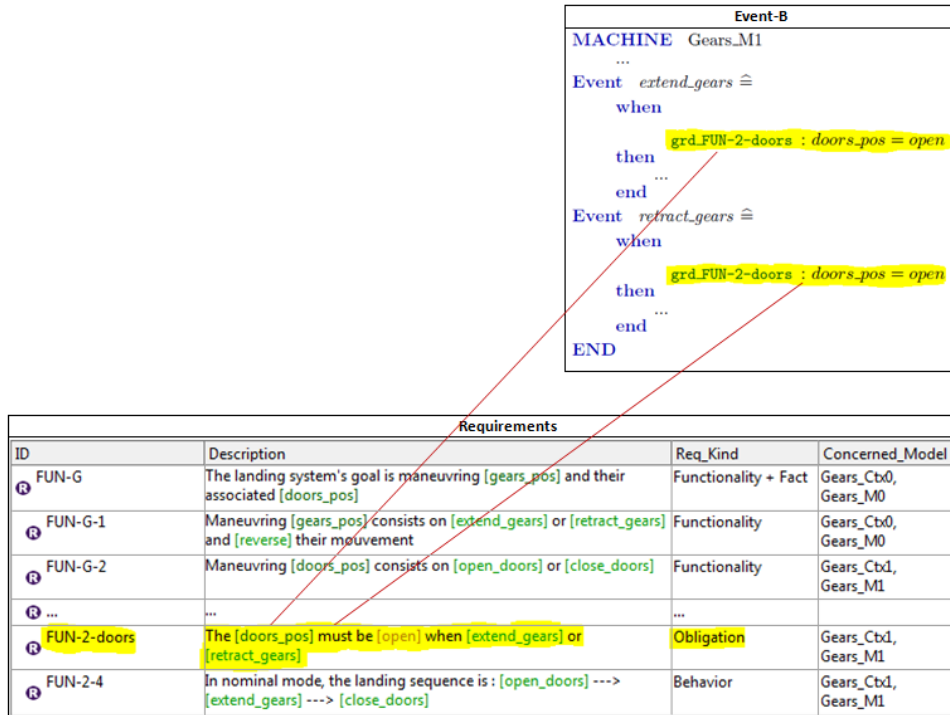 Event-B
MACHINE Gears_M1
...
Event extend_gears ≙
when
grd_FUN-2-doors : doors_pos = open
then
...
end
Event retract_gears ≙
when
grd_FUN-2-doors : doors_pos = open
then
...
end
END
Requirements
ID Description Req_Kind Concerned_Model
R FUN-G The landing system's goal is maneuvring [gears_pos] and their Functionality + Fact Gears_Ctx0,
associated [doors_pos] Gears_M0
R FUN-G-1 Maneuvring [gears_pos] consists on [extend_gears] or [retract_gears] Functionality Gears_Ctx0,
and [reverse] their mouvement Gears_M0
R FUN-G-2 Maneuvring [doors_pos] consists on [open_doors] or [close_doors] Functionality Gears_Ctx1,
Gears_M1
R ... ... ...
R FUN-2-doors The [doors_pos] must be [open] when [extend_gears] or Obligation Gears_Ctx1,
[retract_gears] Gears_M1
R FUN-2-4 In nominal mode, the landing sequence is : [open_doors] ---> Behavior Gears_Ctx1,
[extend_gears] ---> [close_doors] Gears_M1